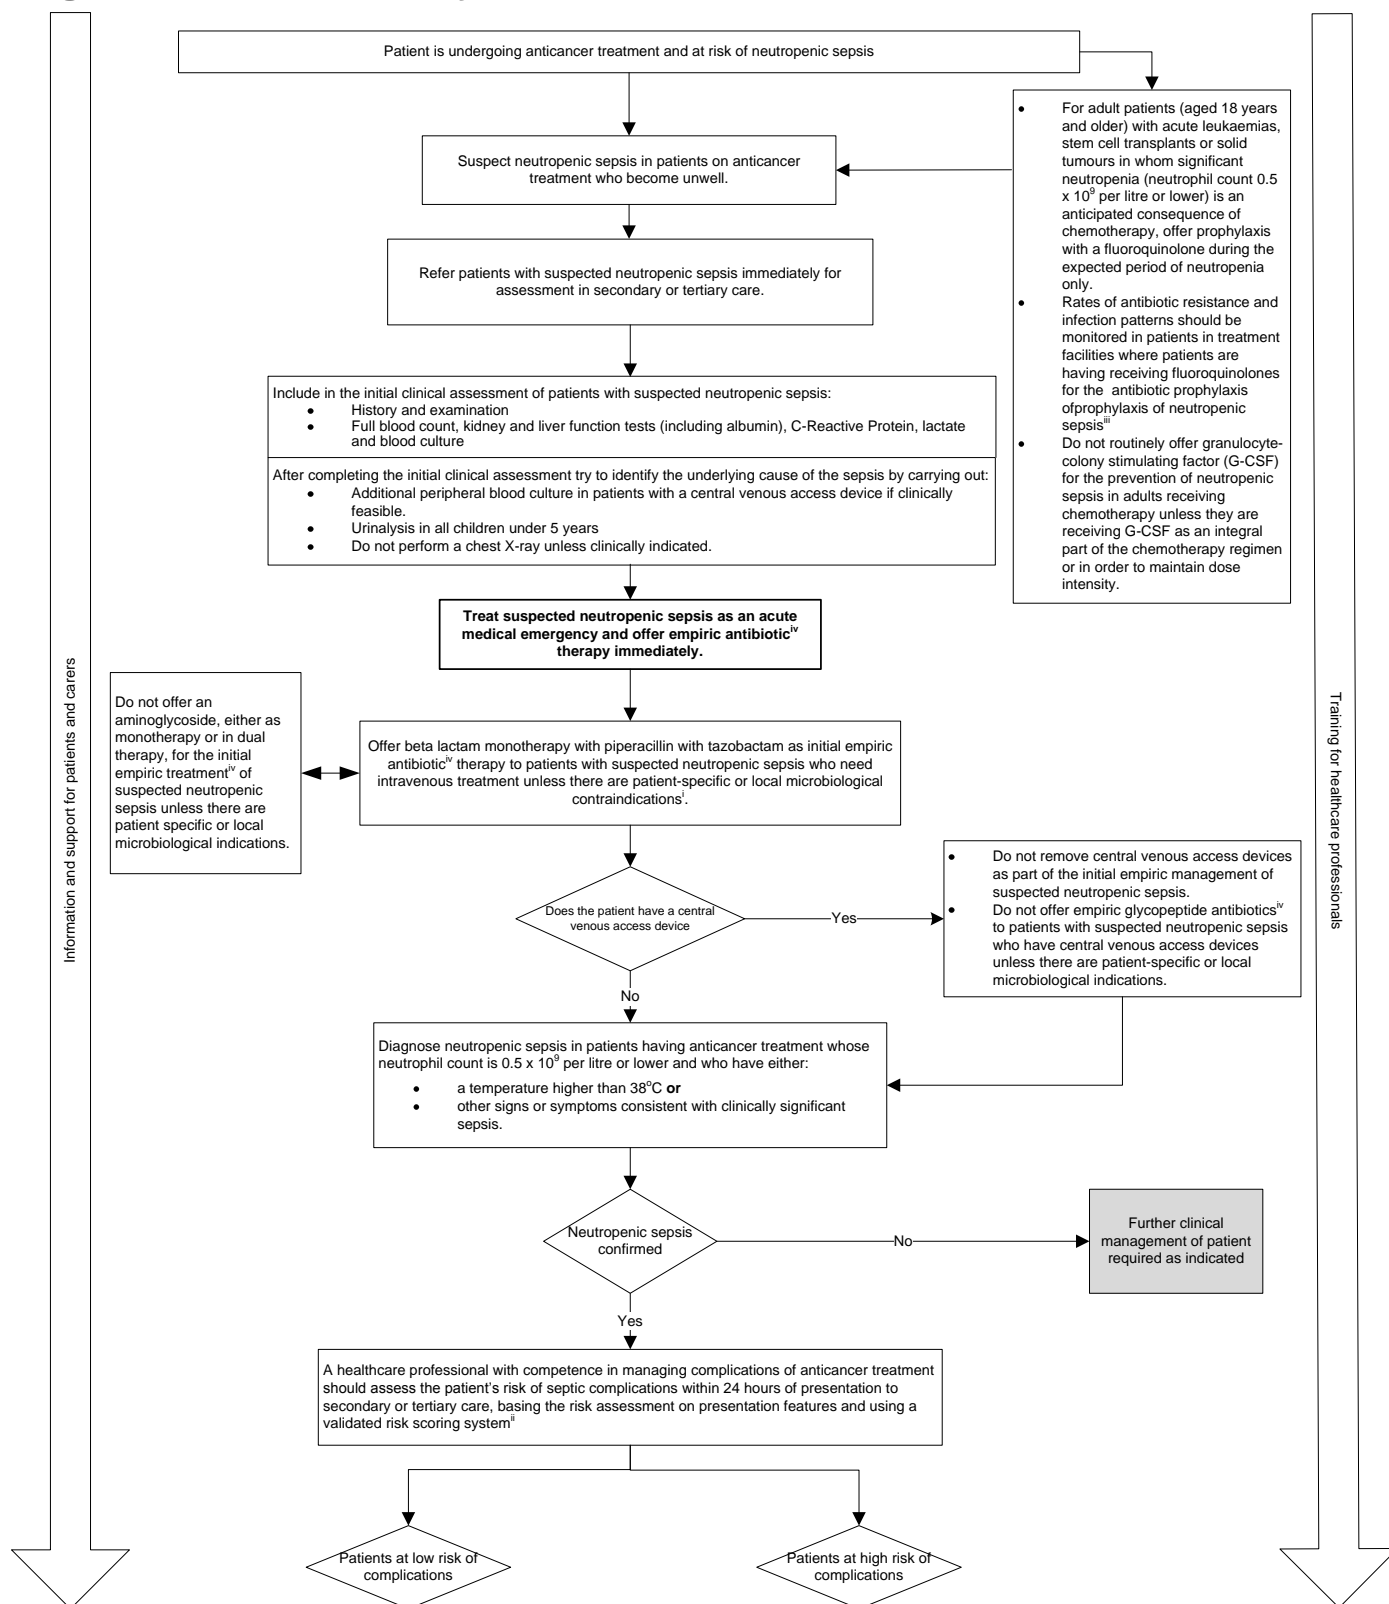 Patient is undergoing anticancer treatment and at risk of neutropenic sepsis
• For adult patients (aged 18 years
and older) with acute leukaemias,
stem cell transplants or solid
tumours in whom significant
neutropenia (neutrophil count 0.5
x 10⁹ per litre or lower) is an
anticipated consequence of
chemotherapy, offer prophylaxis
with a fluoroquinolone during the
expected period of neutropenia
only.
• Rates of antibiotic resistance and
infection patterns should be
monitored in patients in treatment
facilities where patients are
having receiving fluoroquinolones
for the antibiotic prophylaxis
ofprophylaxis of neutropenic
sepsisⁱⁱⁱ
• Do not routinely offer granulocyte-
colony stimulating factor (G-CSF)
for the prevention of neutropenic
sepsis in adults receiving
chemotherapy unless they are
receiving G-CSF as an integral
part of the chemotherapy regimen
or in order to maintain dose
intensity.
Suspect neutropenic sepsis in patients on anticancer
treatment who become unwell.
Refer patients with suspected neutropenic sepsis immediately for
assessment in secondary or tertiary care.
Include in the initial clinical assessment of patients with suspected neutropenic sepsis:
• History and examination
• Full blood count, kidney and liver function tests (including albumin), C-Reactive Protein, lactate
and blood culture
After completing the initial clinical assessment try to identify the underlying cause of the sepsis by carrying out:
• Additional peripheral blood culture in patients with a central venous access device if clinically
feasible.
• Urinalysis in all children under 5 years
• Do not perform a chest X-ray unless clinically indicated.
Treat suspected neutropenic sepsis as an acute
medical emergency and offer empiric antibioticⁱᵛ
therapy immediately.
Information and support for patients and carers
Training for healthcare professionals
Do not offer an
aminoglycoside, either as
monotherapy or in dual
therapy, for the initial
empiric treatmentⁱᵛ of
suspected neutropenic
sepsis unless there are
patient specific or local
microbiological indications.
Offer beta lactam monotherapy with piperacillin with tazobactam as initial empiric
antibioticⁱᵛ therapy to patients with suspected neutropenic sepsis who need
intravenous treatment unless there are patient-specific or local microbiological
contraindicationsⁱ.
Does the patient have a central
venous access device
Yes
• Do not remove central venous access devices
as part of the initial empiric management of
suspected neutropenic sepsis.
• Do not offer empiric glycopeptide antibioticsⁱᵛ
to patients with suspected neutropenic sepsis
who have central venous access devices
unless there are patient-specific or local
microbiological indications.
No
Diagnose neutropenic sepsis in patients having anticancer treatment whose
neutrophil count is 0.5 x 10⁹ per litre or lower and who have either:
• a temperature higher than 38°C or
• other signs or symptoms consistent with clinically significant
sepsis.
Neutropenic sepsis
confirmed
No
Further clinical
management of patient
required as indicated
Yes
A healthcare professional with competence in managing complications of anticancer treatment
should assess the patient's risk of septic complications within 24 hours of presentation to
secondary or tertiary care, basing the risk assessment on presentation features and using a
validated risk scoring systemⁱⁱ
Patients at low risk of
complications
Patients at high risk of
complications